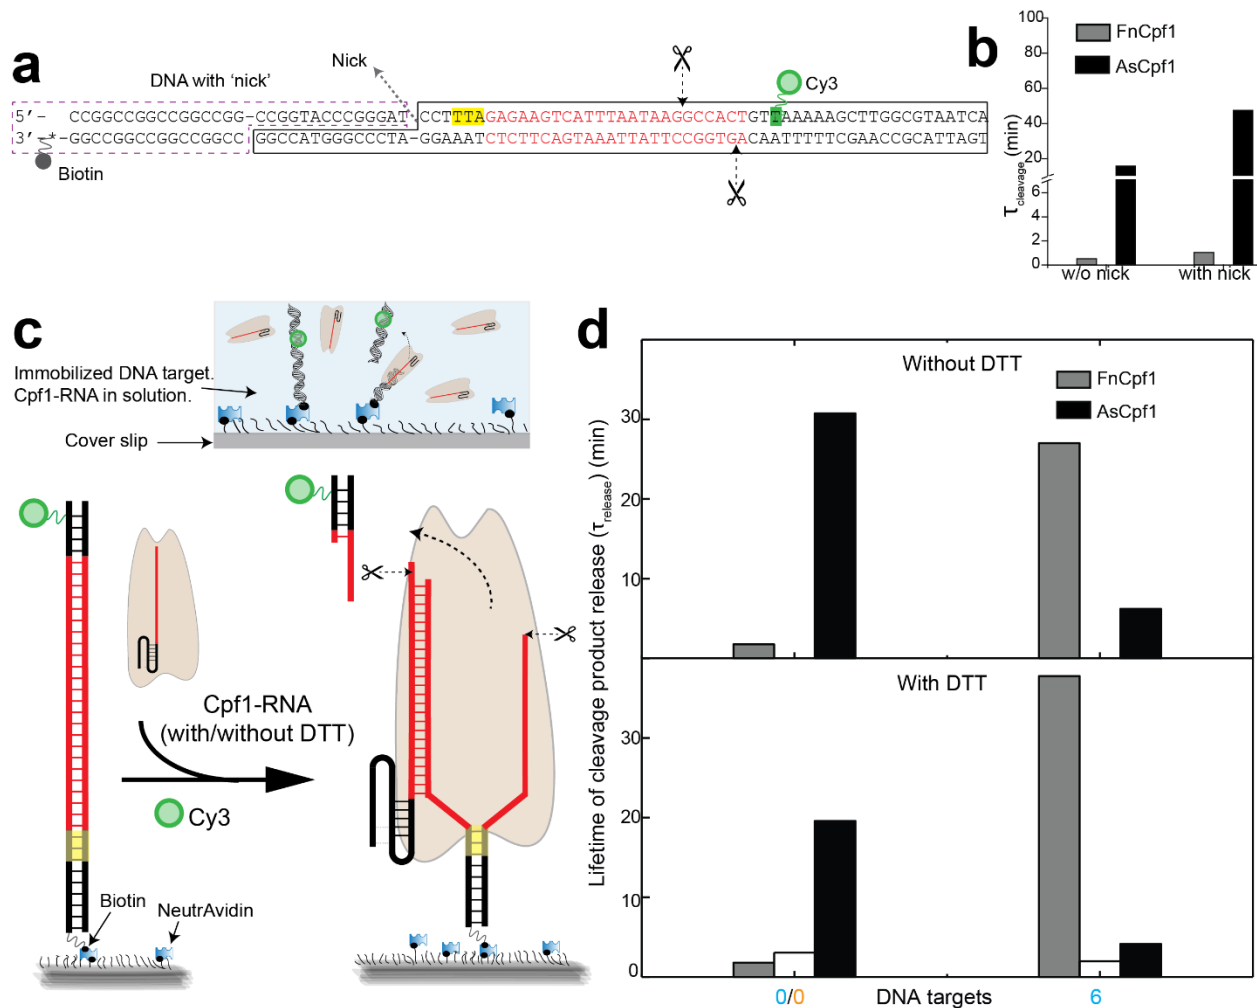 a
DNA with 'nick'
Nick
Cy3
5'- CCGGCCGGCCGGCCGG-CCGGTACCCGGGAT CCTTTAGAGAAGTCATTTAATAAGGCCACTGTTAAAAAGCTTGGCGTAATCA
3'-*-GGCCGGCCGGCCGGCC GGCCATGGGCCCTA-GGAAATCTCTTCAGTAAATTATTCCGGTGACAATTTTTCGAACCGCATTAGT
Biotin
b
100
80
60
40
20
6
4
2
0
τcleavage (min)
FnCpf1
AsCpf1
w/o nick
with nick
c
Immobilized DNA target.
Cpf1-RNA in solution.
Cover slip
Cpf1-RNA
(with/without DTT)
Cy3
Biotin
NeutrAvidin
d
Lifetime of cleavage product release (τrelease) (min)
Without DTT
FnCpf1
AsCpf1
30
20
10
With DTT
30
20
10
0
0/0
DNA targets
6